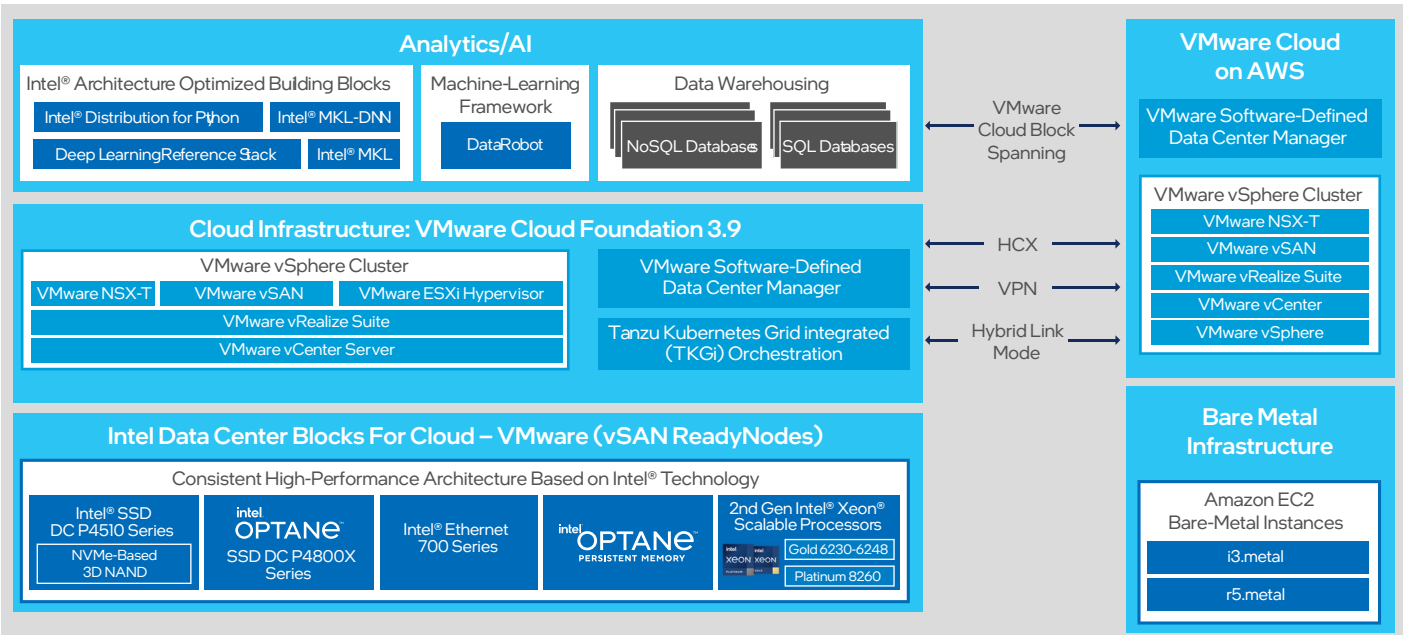 Analytics/AI
Intel® Architecture Optimized Building Blocks
Intel® Distribution for Python
Intel® MKL-DNN
Deep Learning Reference Stack
Intel® MKL
Machine-Learning
Framework
DataRobot
Data Warehousing
NoSQL Databases
SQL Databases
Cloud Infrastructure: VMware Cloud Foundation 3.9
VMware vSphere Cluster
VMware NSX-T
VMware vSAN
VMware ESXi Hypervisor
VMware vRealize Suite
VMware vCenter Server
VMware Software-Defined
Data Center Manager
Tanzu Kubernetes Grid integrated
(TKGi) Orchestration
Intel Data Center Blocks For Cloud – VMware (vSAN ReadyNodes)
Consistent High-Performance Architecture Based on Intel® Technology
Intel® SSD
DC P4510 Series
NVMe-Based
3D NAND
intel
OPTANE™
SSD DC P4800X
Series
Intel® Ethernet
700 Series
intel
OPTANE™
PERSISTENT MEMORY
2nd Gen Intel® Xeon®
Scalable Processors
intel
XEON
PLATINUM
intel
XEON
Gold 6230-6248
Platinum 8260
VMware
Cloud Block
Spanning
HCX
VPN
Hybrid Link
Mode
VMware Cloud
on AWS
VMware Software-Defined
Data Center Manager
VMware vSphere Cluster
VMware NSX-T
VMware vSAN
VMware vRealize Suite
VMware vCenter
VMware vSphere
Bare Metal
Infrastructure
Amazon EC2
Bare-Metal Instances
i3.metal
r5.metal